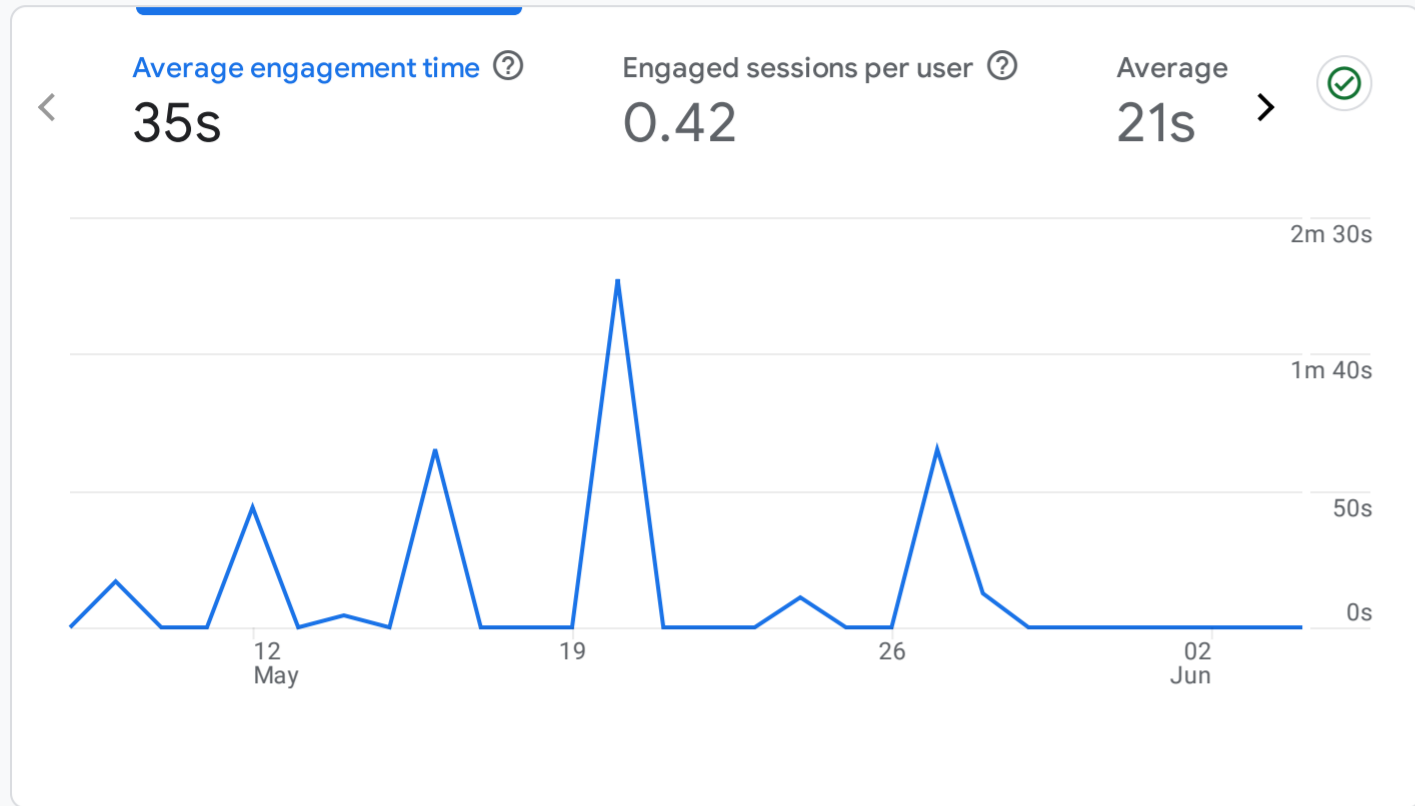 Average engagement time
35s
Engaged sessions per user
0.42
Average
21s
2m 30s
1m 40s
50s
0s
12
May
19
26
02
Jun